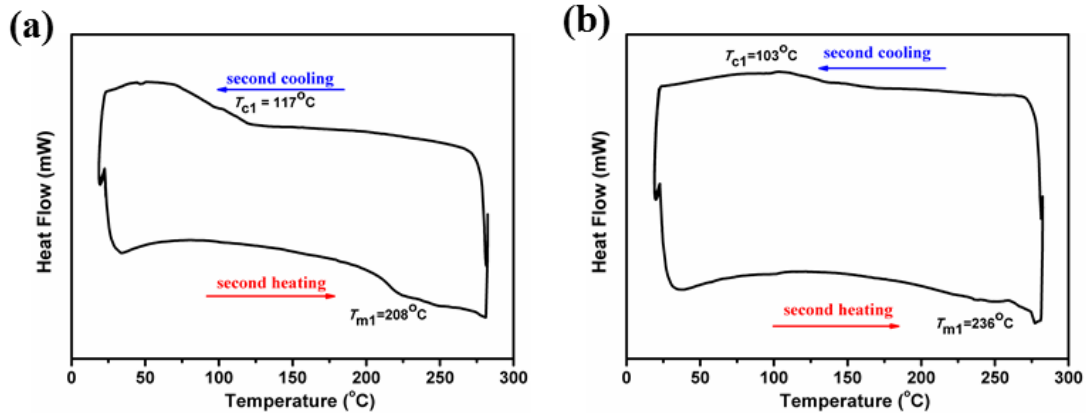 (a)
second cooling
Tc1 = 117°C
second heating
Tm1=208°C
Heat Flow (mW)
0 50 100 150 200 250 300
Temperature (°C)
(b)
Tc1 = 103°C
second cooling
second heating
Tm1=236°C
Heat Flow (mW)
0 50 100 150 200 250 300
Temperature (°C)